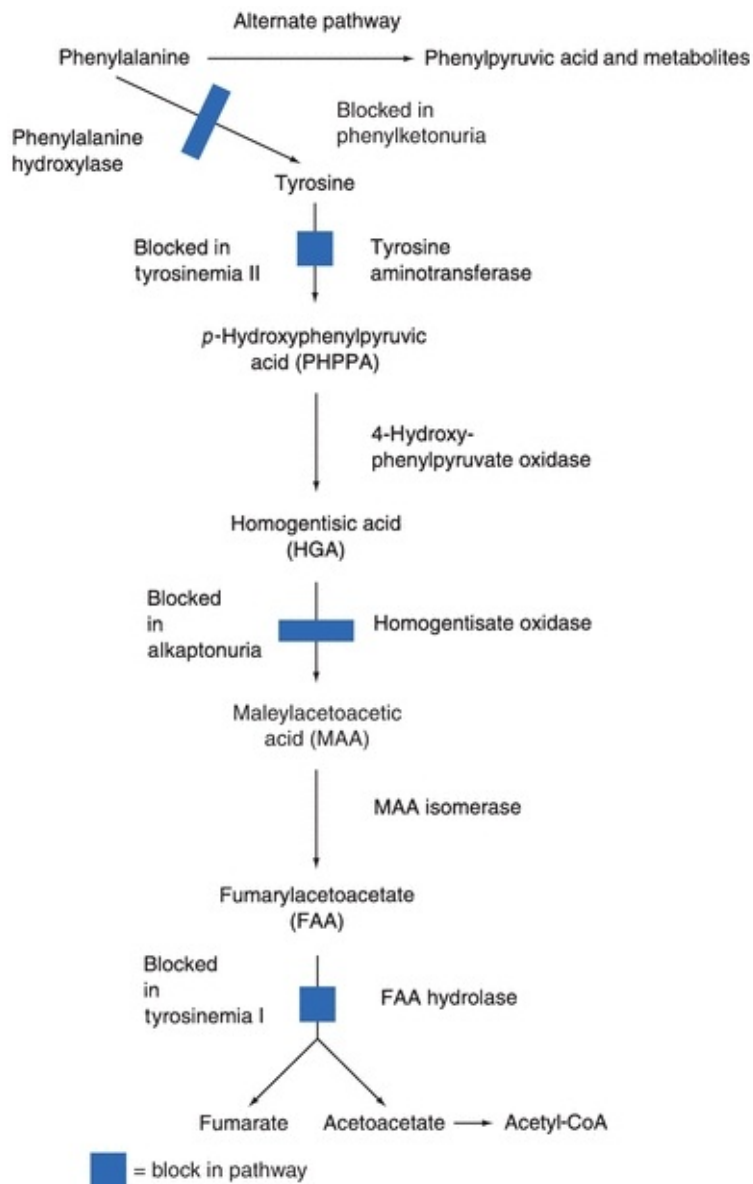 Alternate pathway
Phenylalanine
Phenylpyruvic acid and metabolites
Blocked in
phenylketonuria
Phenylalanine
hydroxylase
Tyrosine
Blocked in
tyrosinemia II
Tyrosine
aminotransferase
p-Hydroxyphenylpyruvic
acid (PHPPA)
4-Hydroxy-
phenylpyruvate oxidase
Homogentisic acid
(HGA)
Blocked
in
alkaptonuria
Homogentisate oxidase
Maleylacetoacetic
acid (MAA)
MAA isomerase
Fumarylacetoacetate
(FAA)
Blocked
in
tyrosinemia I
FAA hydrolase
Fumarate
Acetoacetate
Acetyl-CoA
= block in pathway